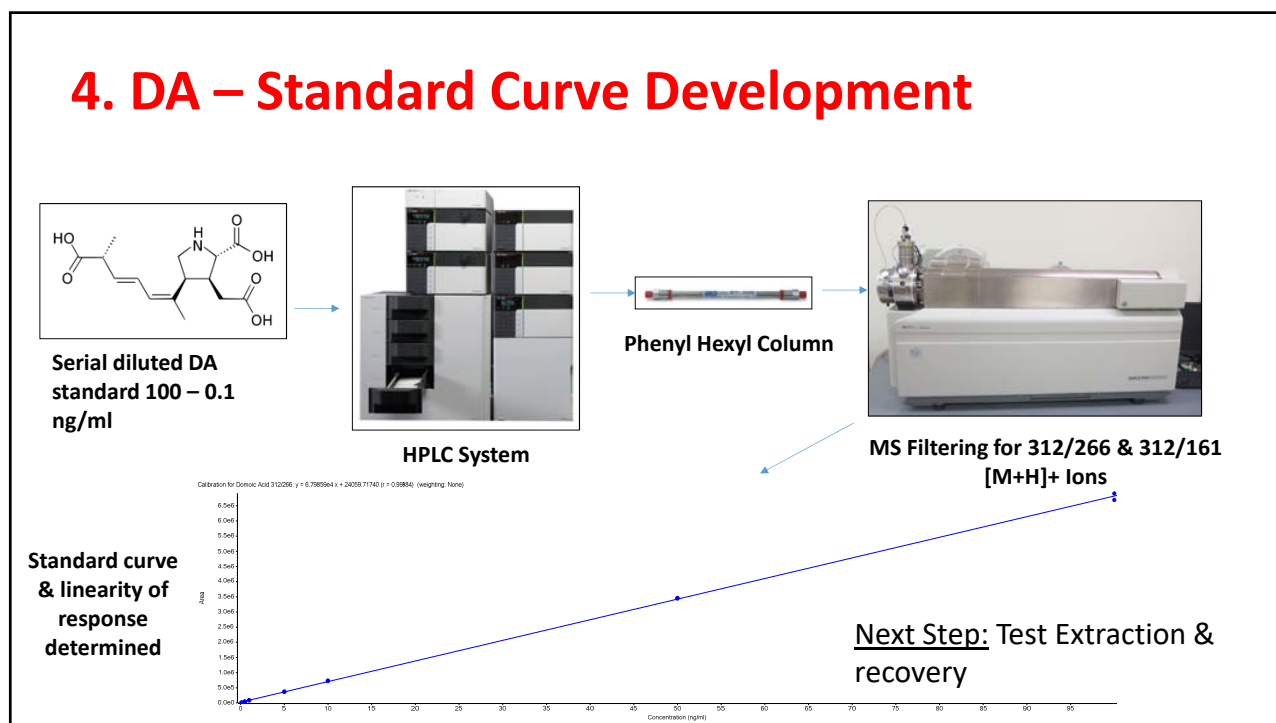 4. DA – Standard Curve Development
HO
O
H
N
O
OH
O
OH
Serial diluted DA
standard 100 – 0.1
ng/ml
HPLC System
Phenyl Hexyl Column
MS Filtering for 312/266 & 312/161
[M+H]+ Ions
Calibration for Domoic Acid 312/266: y = 6.79859e4 x + 24059.71740 (r = 0.99984) (weighting: None)
Standard curve
& linearity of
response
determined
Area
6.5e6
6.0e6
5.5e6
5.0e6
4.5e6
4.0e6
3.5e6
3.0e6
2.5e6
2.0e6
1.5e6
1.0e6
5.0e5
0.0e0
0 5 10 15 20 25 30 35 40 45 50 55 60 65 70 75 80 85 90 95
Concentration (ng/ml)
Next Step: Test Extraction &
recovery